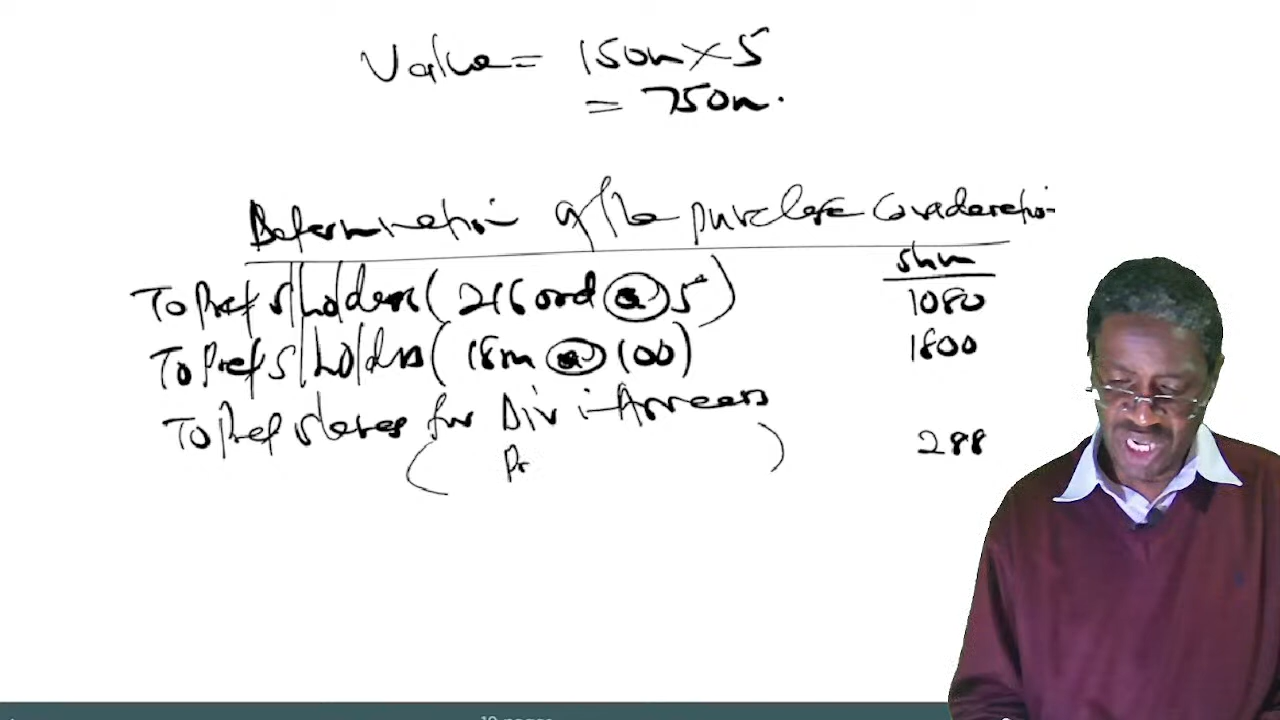 Value = 150m × 5
= 750m.
Determination of the purchase consideration
Shm
To Pref s/holders ( 216 ord @ 5 ) 1080
To Pref s/holders ( 18m @ 100 ) 1800
To Pref shares for Div i Arrears
( Pr ) 288